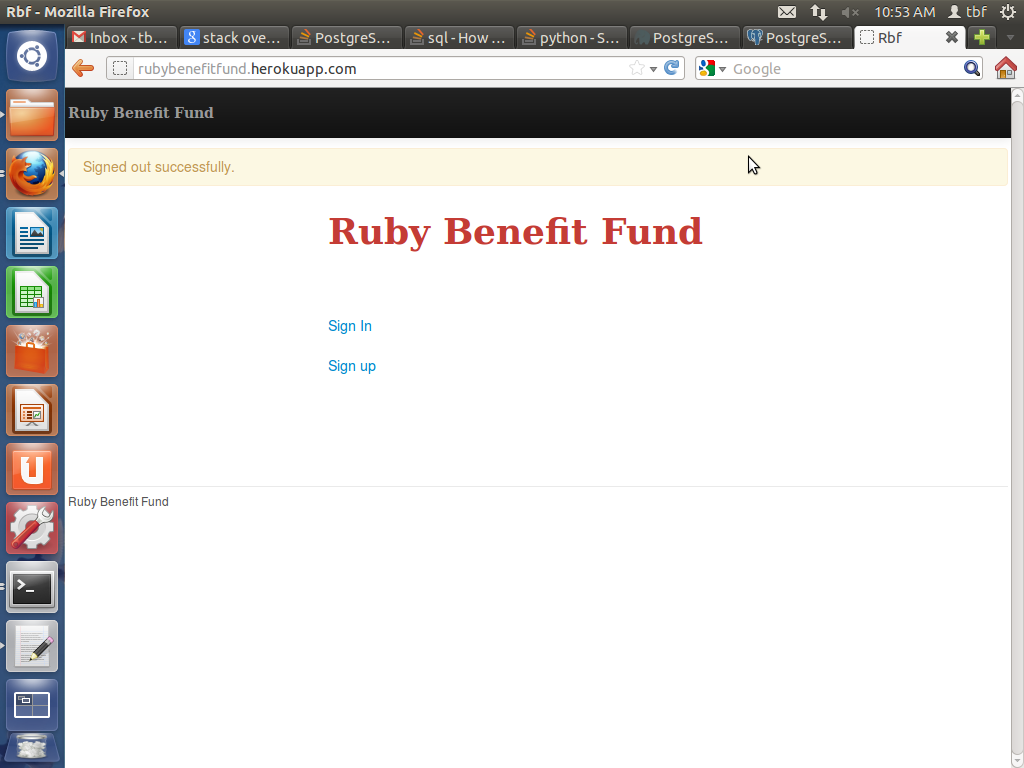 Rbf - Mozilla Firefox
10:53 AM
tbf
Inbox - tb...
stack ove...
PostgreS...
sql - How ...
python - S...
PostgreS...
PostgreS...
Rbf
rubybenefitfund.herokuapp.com
Google
Ruby Benefit Fund
Signed out successfully.
Ruby Benefit Fund
Sign In
Sign up
Ruby Benefit Fund